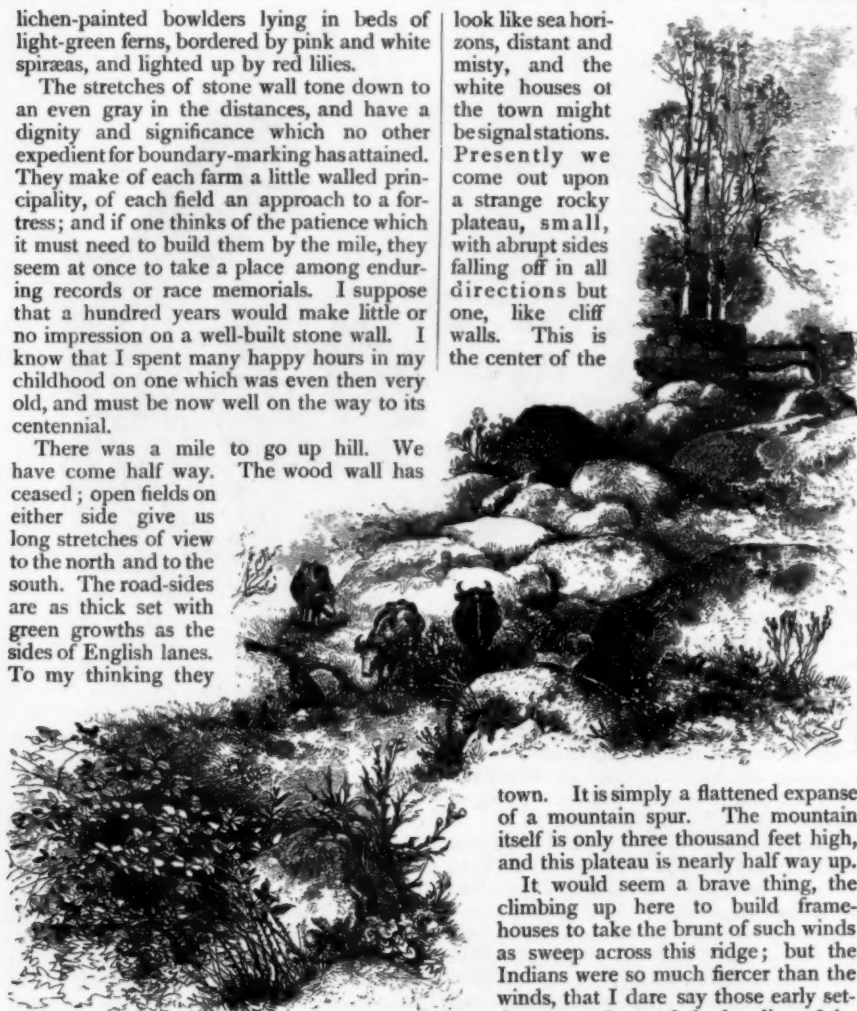 lichen-painted bowlders lying in beds of
light-green ferns, bordered by pink and white
spiræas, and lighted up by red lilies.
The stretches of stone wall tone down to
an even gray in the distances, and have a
dignity and significance which no other
expedient for boundary-marking has attained.
They make of each farm a little walled prin-
cipality, of each field an approach to a for-
tress; and if one thinks of the patience which
it must need to build them by the mile, they
seem at once to take a place among endur-
ing records or race memorials. I suppose
that a hundred years would make little or
no impression on a well-built stone wall. I
know that I spent many happy hours in my
childhood on one which was even then very
old, and must be now well on the way to its
centennial.
There was a mile to go up hill. We
have come half way. The wood wall has
ceased; open fields on
either side give us
long stretches of view
to the north and to the
south. The road-sides
are as thick set with
green growths as the
sides of English lanes.
To my thinking they
look like sea hori-
zons, distant and
misty, and the
white houses of
the town might
be signal stations.
Presently we
come out upon
a strange rocky
plateau, small,
with abrupt sides
falling off in all
directions but
one, like cliff
walls. This is
the center of the
town. It is simply a flattened expanse
of a mountain spur. The mountain
itself is only three thousand feet high,
and this plateau is nearly half way up.
It would seem a brave thing, the
climbing up here to build frame-
houses to take the brunt of such winds
as sweep across this ridge; but the
Indians were so much fiercer than the
winds, that I dare say those early set-